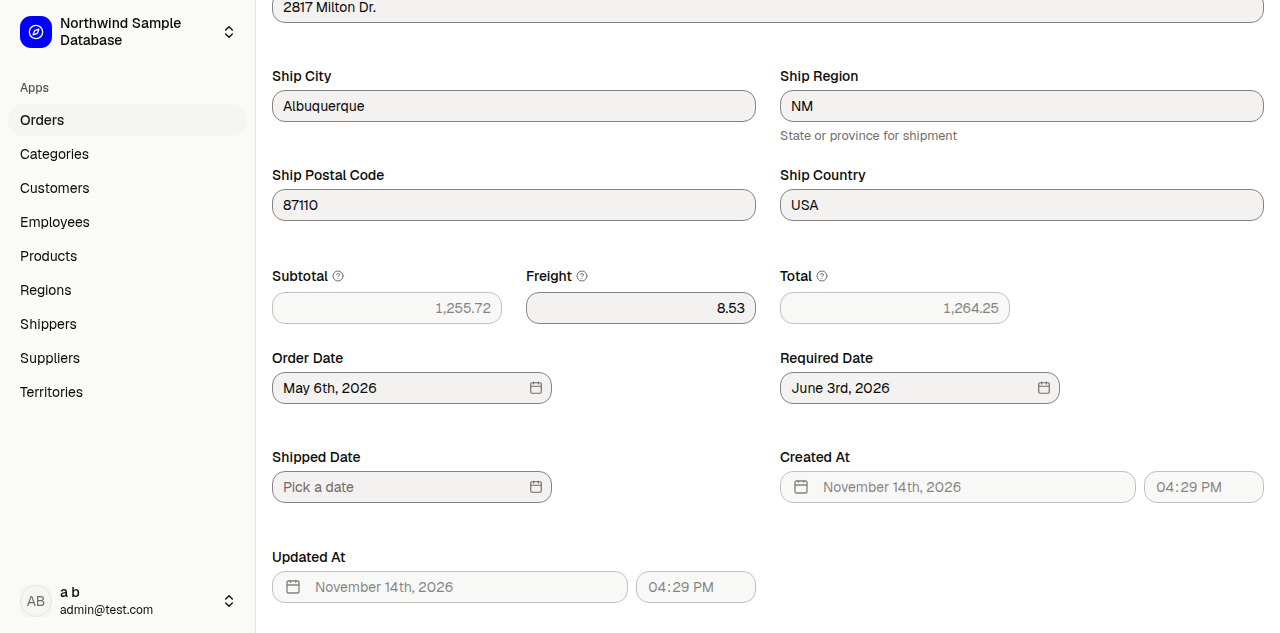 Northwind Sample
Database
Apps
Orders
Categories
Customers
Employees
Products
Regions
Shippers
Suppliers
Territories
AB
a b
admin@test.com
2817 Milton Dr.
Ship City
Ship Region
Albuquerque
NM
State or province for shipment
Ship Postal Code
Ship Country
87110
USA
Subtotal
Freight
Total
1,255.72
8.53
1,264.25
Order Date
Required Date
May 6th, 2026
June 3rd, 2026
Shipped Date
Created At
Pick a date
November 14th, 2026
04:29 PM
Updated At
November 14th, 2026
04:29 PM